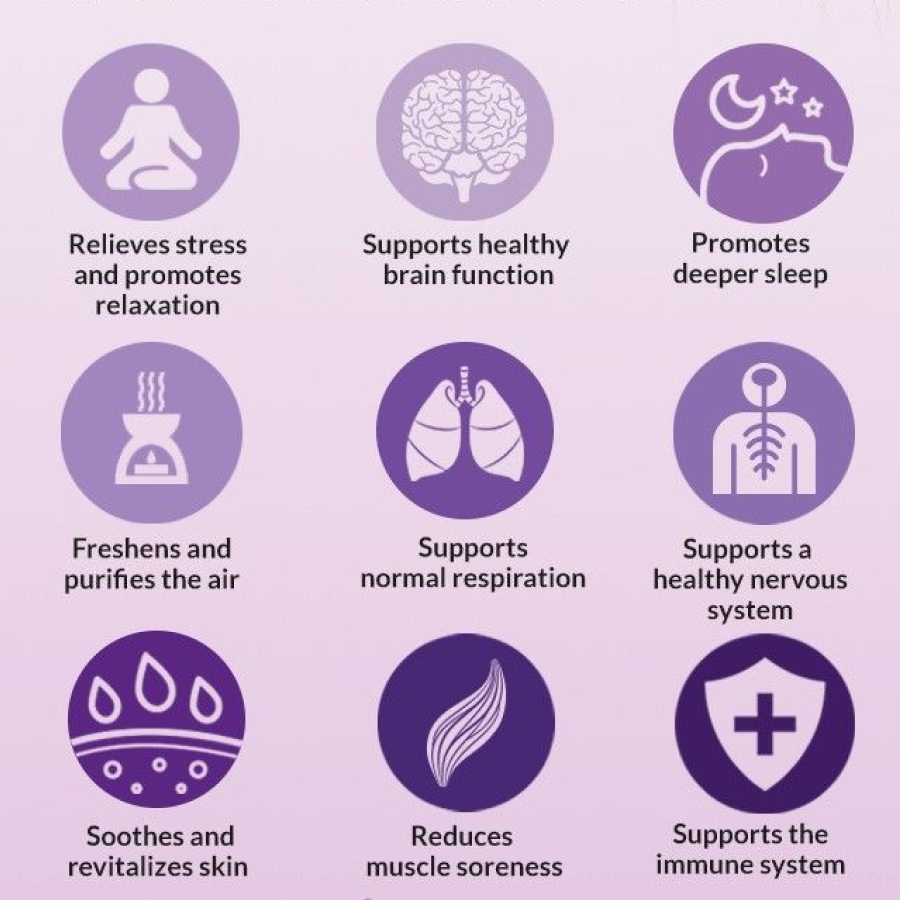 Relieves stress
and promotes
relaxation
Supports healthy
brain function
Promotes
deeper sleep
Freshens and
purifies the air
Supports
normal respiration
Supports a
healthy nervous
system
Soothes and
revitalizes skin
Reduces
muscle soreness
Supports the
immune system